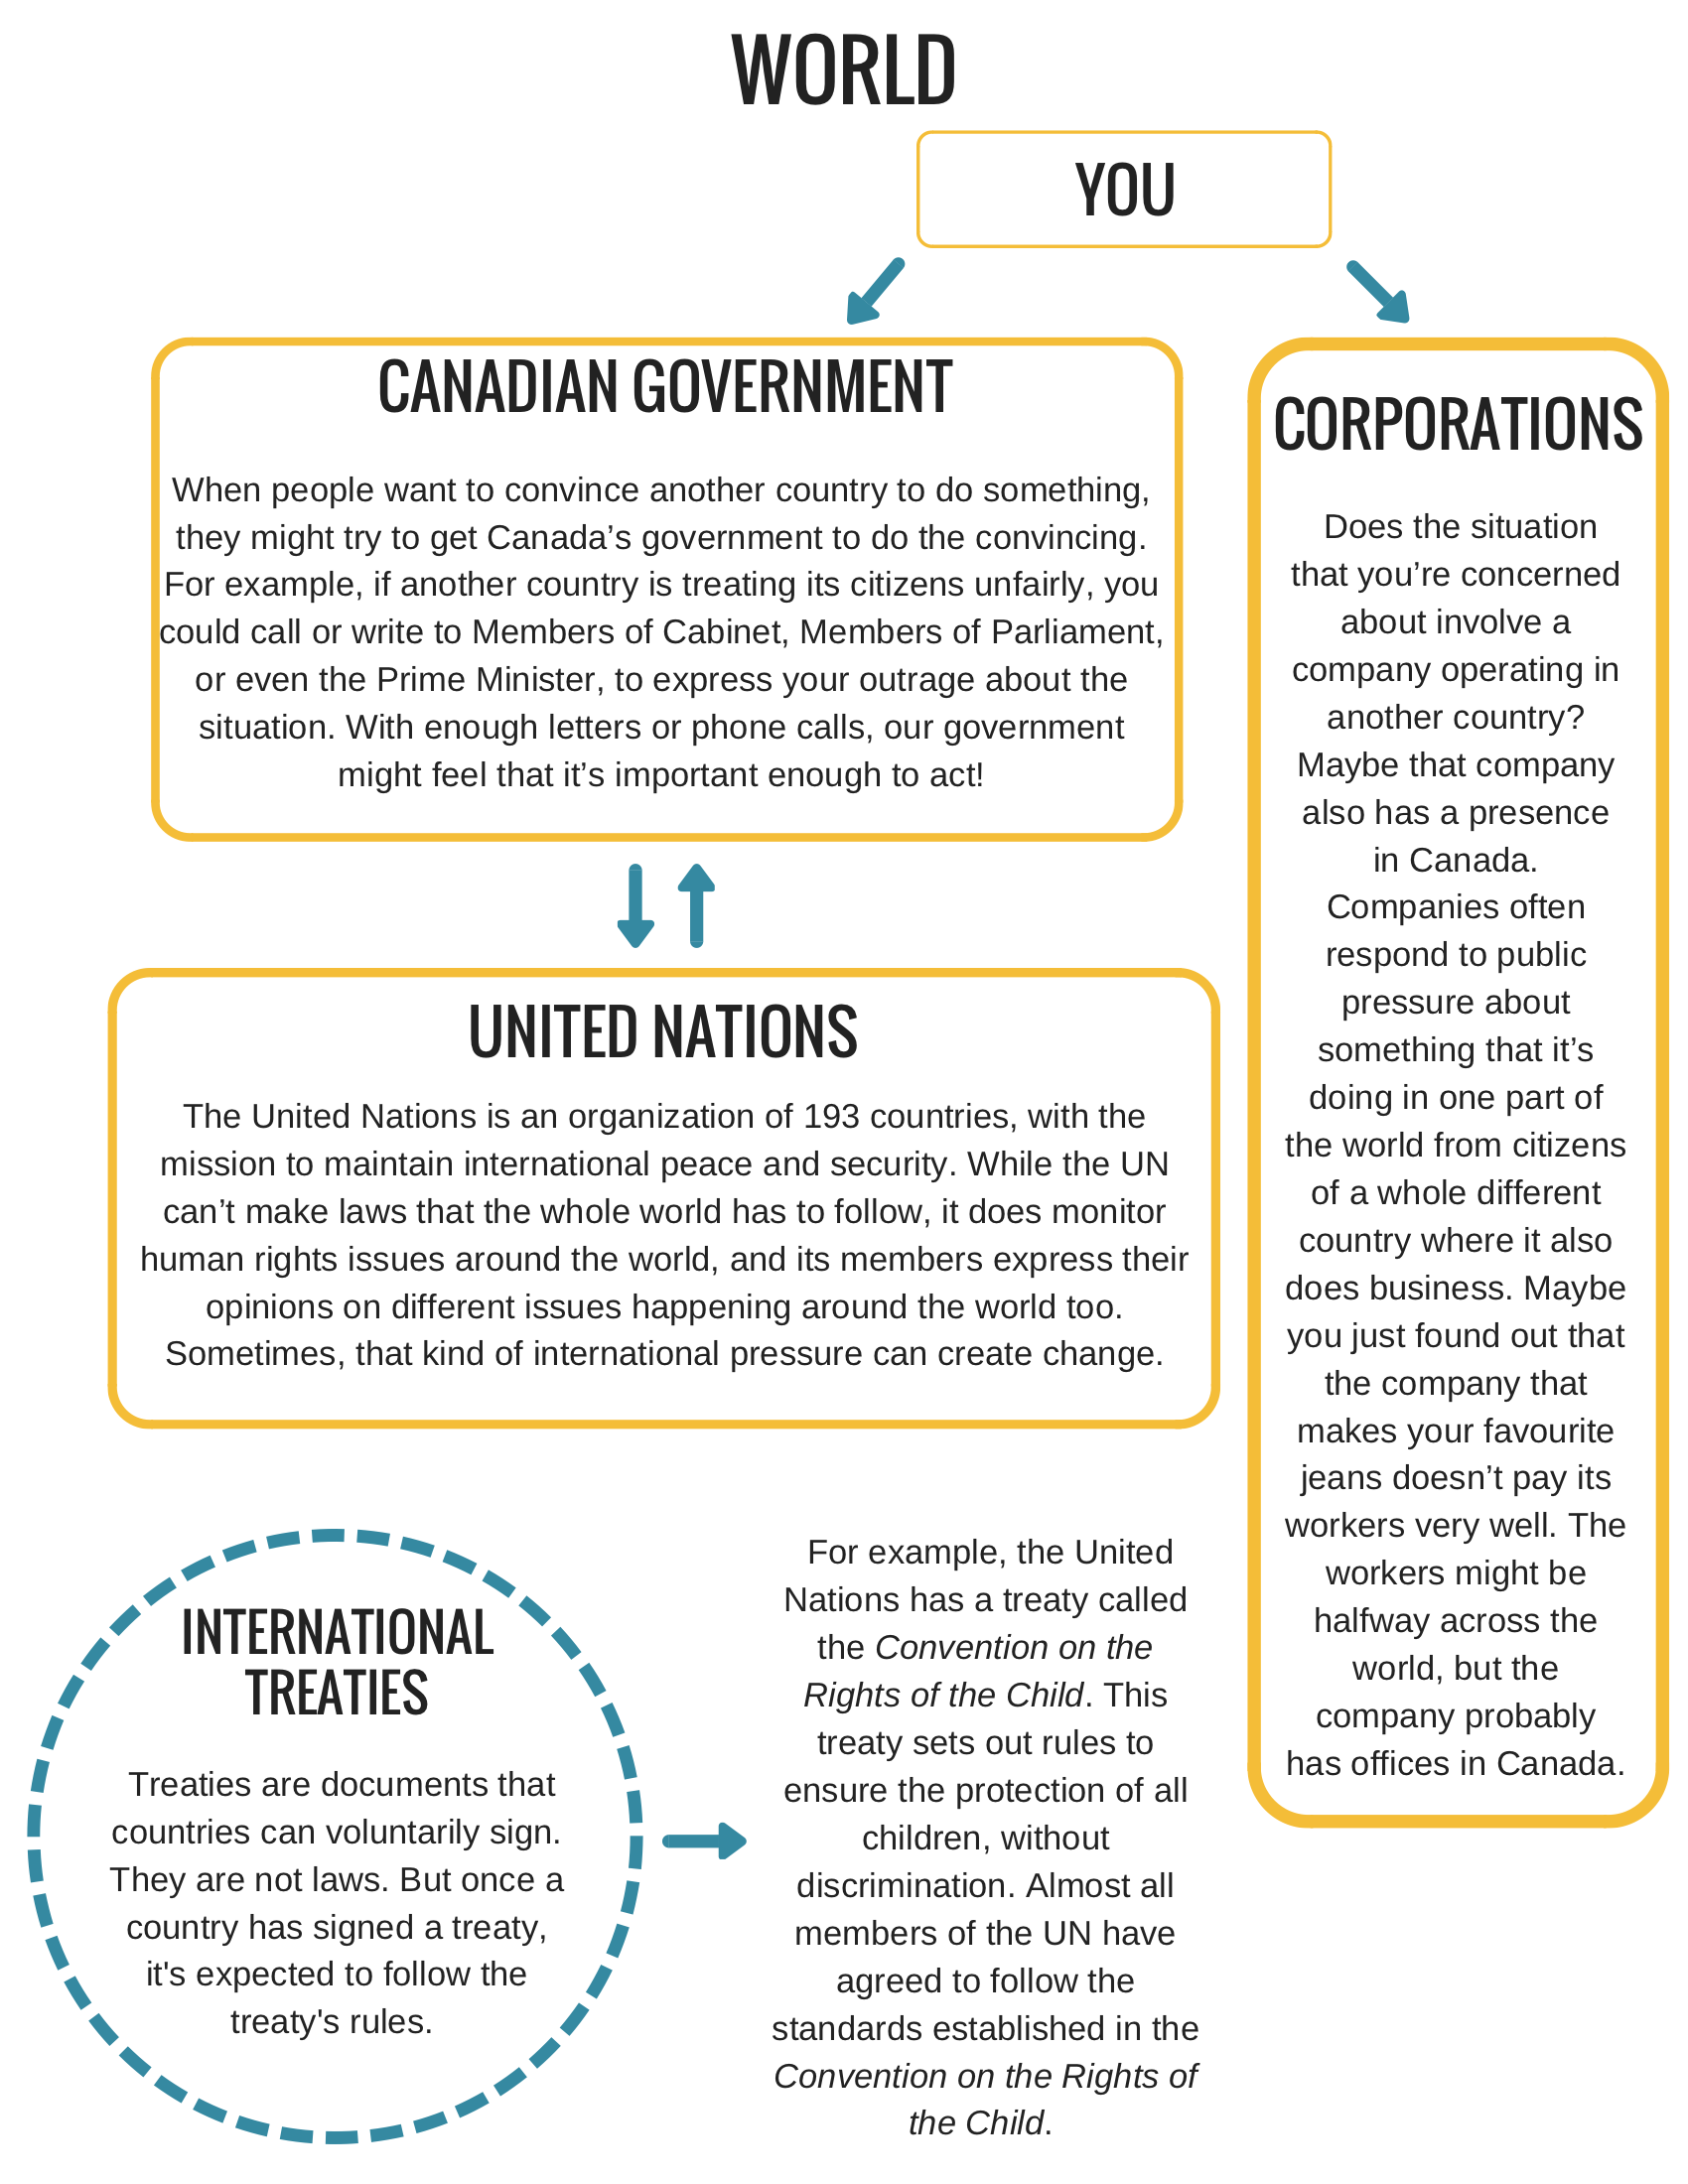 WORLD
YOU
CANADIAN GOVERNMENT
When people want to convince another country to do something,
they might try to get Canada’s government to do the convincing.
For example, if another country is treating its citizens unfairly, you
could call or write to Members of Cabinet, Members of Parliament,
or even the Prime Minister, to express your outrage about the
situation. With enough letters or phone calls, our government
might feel that it’s important enough to act!
UNITED NATIONS
The United Nations is an organization of 193 countries, with the
mission to maintain international peace and security. While the UN
can’t make laws that the whole world has to follow, it does monitor
human rights issues around the world, and its members express their
opinions on different issues happening around the world too.
Sometimes, that kind of international pressure can create change.
CORPORATIONS
Does the situation
that you’re concerned
about involve a
company operating in
another country?
Maybe that company
also has a presence
in Canada.
Companies often
respond to public
pressure about
something that it’s
doing in one part of
the world from citizens
of a whole different
country where it also
does business. Maybe
you just found out that
the company that
makes your favourite
jeans doesn’t pay its
workers very well. The
workers might be
halfway across the
world, but the
company probably
has offices in Canada.
INTERNATIONAL
TREATIES
Treaties are documents that
countries can voluntarily sign.
They are not laws. But once a
country has signed a treaty,
it's expected to follow the
treaty's rules.
For example, the United
Nations has a treaty called
the Convention on the
Rights of the Child. This
treaty sets out rules to
ensure the protection of all
children, without
discrimination. Almost all
members of the UN have
agreed to follow the
standards established in the
Convention on the Rights of
the Child.